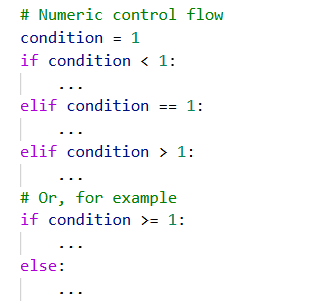 # Numeric control flow
condition = 1
if condition < 1:
    ...
elif condition == 1:
    ...
elif condition > 1:
    ...
# Or, for example
if condition >= 1:
    ...
else:
    ...